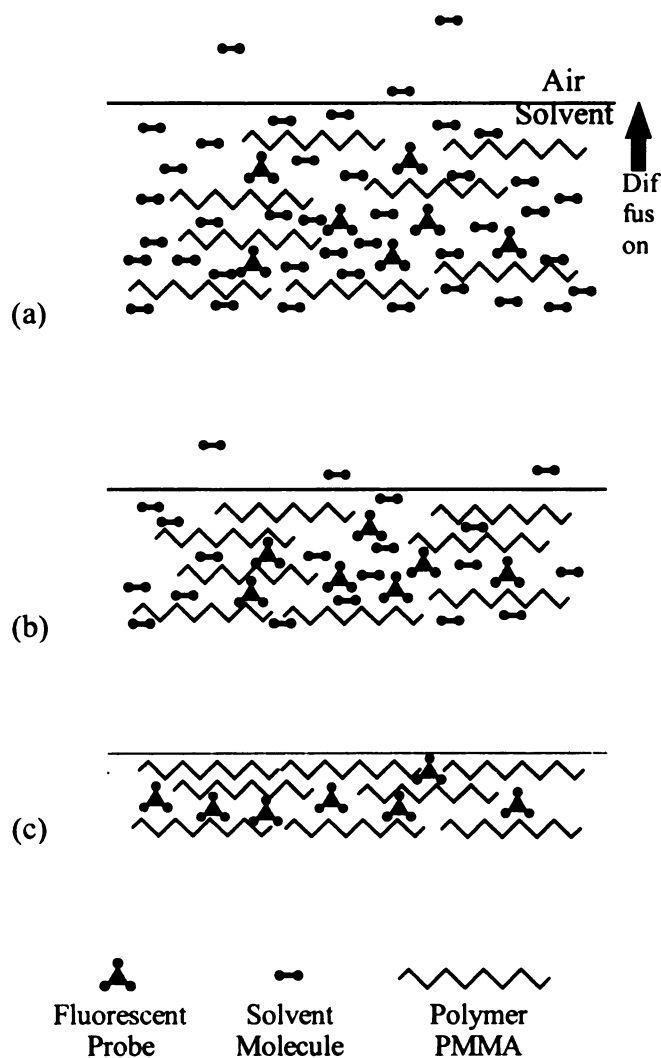 Air
Solvent
Dif
fus
on
(a)
(b)
(c)
Fluorescent
Probe
Solvent
Molecule
Polymer
PMMA